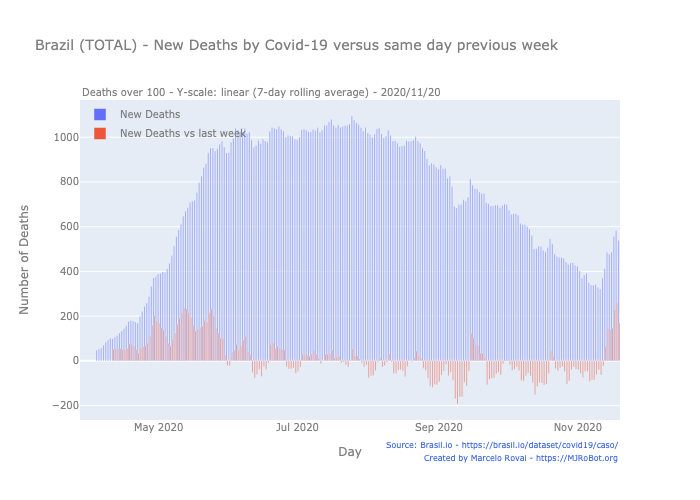 Brazil (TOTAL) - New Deaths by Covid-19 versus same day previous week
Deaths over 100 - Y-scale: linear (7-day rolling average) - 2020/11/20
New Deaths
New Deaths vs last week
1000
800
600
400
200
0
−200
Number of Deaths
May 2020
Jul 2020
Sep 2020
Nov 2020
Day
Source: Brasil.io - https://brasil.io/dataset/covid19/caso/
Created by Marcelo Rovai - https://MJRoBot.org